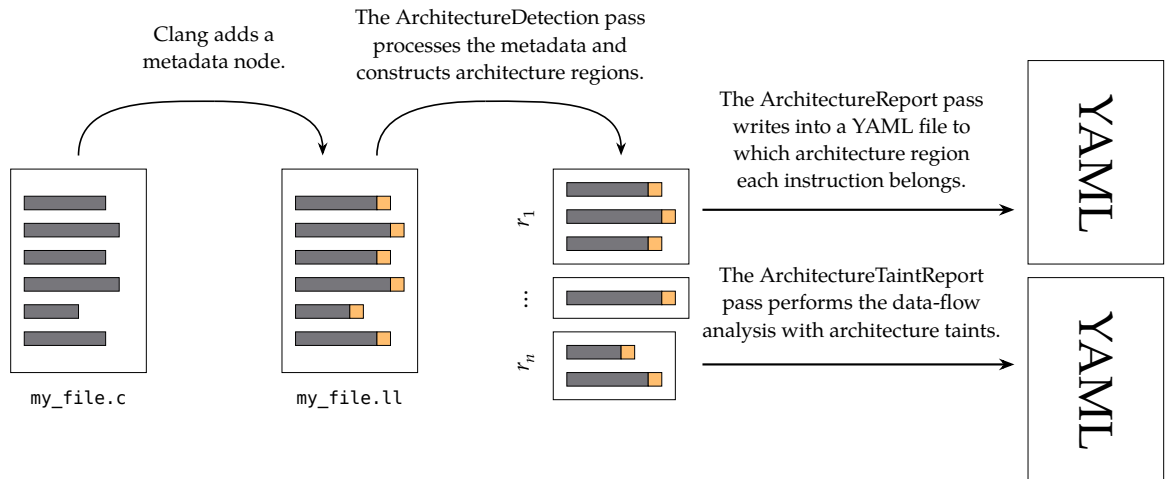 Clang adds a
metadata node.
The ArchitectureDetection pass
processes the metadata and
constructs architecture regions.
The ArchitectureReport pass
writes into a YAML file to
which architecture region
each instruction belongs.
YAML
r1
...
rn
The ArchitectureTaintReport
pass performs the data-flow
analysis with architecture taints.
YAML
my_file.c
my_file.ll